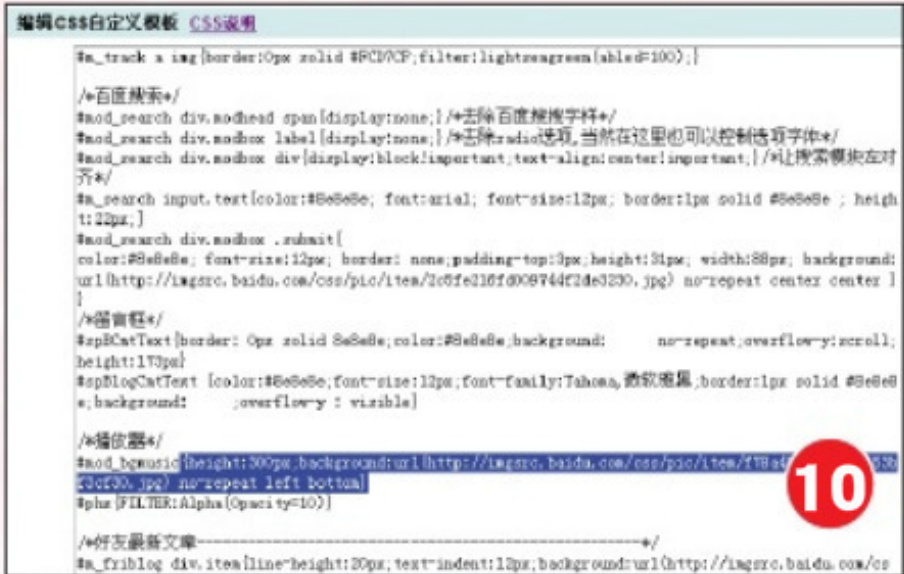 编辑CSS自定义模板 CSS说明
#m_track a img{border:0px solid #FCD7CF;filter:lightseagreen(abled=100);}
/*百度搜索*/
#mod_search div.modhead span{display:none;}/*去除百度搜搜字样*/
#mod_search div.modbox label{display:none;}/*去除radio选项,当然在这里也可以控制选项字体*/
#mod_search div.modbox div{display:block!important;text-align:center!important;}/*让搜索模块左对
齐*/
#m_search input.text{color:#8e8e8e; font:arial; font-size:12px; border:1px solid #8e8e8e ; heigh
t:22px;}
#mod_search div.modbox .submit{
color:#8e8e8e; font-size:12px; border: none;padding-top:3px;height:31px; width:88px; background:
url(http://imgsrc.baidu.com/css/pic/item/2c6fe216fd009744f2de3230.jpg) no-repeat center center }
}
/*留言框*/
#spBCmtText{border: 0px solid 8e8e8e;color:#8e8e8e;background: no-repeat;overflow-y:scroll;
height:173px}
#spBlogCmtText {color:#8e8e8e;font-size:12px;font-family:Tahoma,微软雅黑;border:1px solid #8e8e8
e;background: ;overflow-y : visible}
/*播放器*/
#mod_bgmusic{height:300px;background:url(http://imgsrc.baidu.com/css/pic/item/f78a
f3cf30.jpg) no-repeat left bottom}
#phx{FILTER:Alpha(Opacity=10)}
10
/*好友最新文章-----------------------------------------------*/
#m_friblog div.item{line-height:20px;text-indent:12px;background:url(http://imgsrc.baidu.com/cs